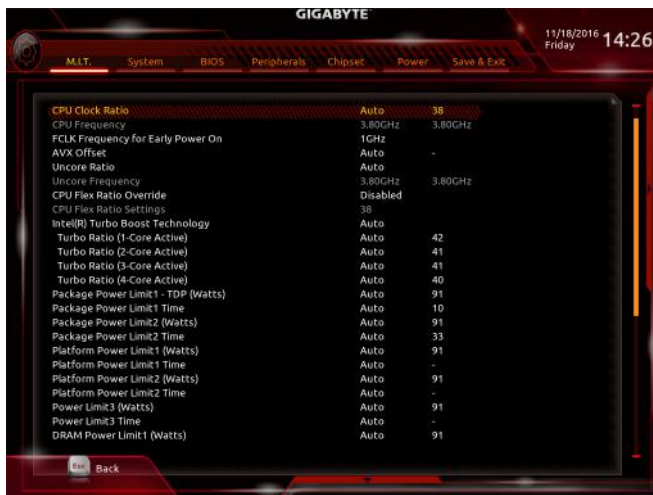 GIGABYTE™
11/18/2016 14:26
Friday
M.I.T. System BIOS Peripherals Chipset Power Save & Exit
CPU Clock Ratio Auto 38
CPU Frequency 3.80GHz 3.80GHz
FCLK Frequency for Early Power On 1GHz
AVX Offset Auto -
Uncore Ratio Auto
Uncore Frequency 3.80GHz 3.80GHz
CPU Flex Ratio Override Disabled
CPU Flex Ratio Settings 38
Intel(R) Turbo Boost Technology Auto
Turbo Ratio (1-Core Active) Auto 42
Turbo Ratio (2-Core Active) Auto 41
Turbo Ratio (3-Core Active) Auto 41
Turbo Ratio (4-Core Active) Auto 40
Package Power Limit1 - TDP (Watts) Auto 91
Package Power Limit1 Time Auto 10
Package Power Limit2 (Watts) Auto 91
Package Power Limit2 Time Auto 33
Platform Power Limit1 (Watts) Auto 91
Platform Power Limit1 Time Auto -
Platform Power Limit2 (Watts) Auto 91
Platform Power Limit2 Time Auto -
Power Limit3 (Watts) Auto 91
Power Limit3 Time Auto -
DRAM Power Limit1 (Watts) Auto 91
Esc Back